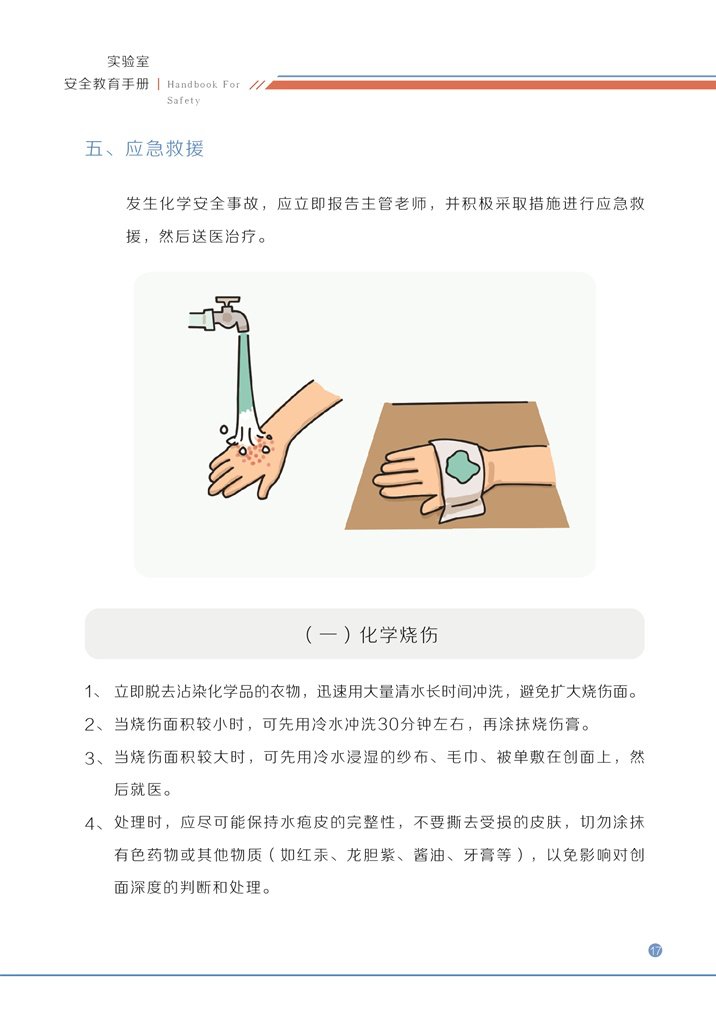 实验室
安全教育手册
Handbook For
Safety
五、应急救援
发生化学安全事故，应立即报告主管老师，并积极采取措施进行应急救
援，然后送医治疗。
（一）化学烧伤
1、立即脱去沾染化学品的衣物，迅速用大量清水长时间冲洗，避免扩大烧伤面。
2、当烧伤面积较小时，可先用冷水冲洗30分钟左右，再涂抹烧伤膏。
3、当烧伤面积较大时，可先用冷水浸湿的纱布、毛巾、被单敷在创面上，然
后就医。
4、处理时，应尽可能保持水疱皮的完整性，不要撕去受损的皮肤，切勿涂抹
有色药物或其他物质（如红汞、龙胆紫、酱油、牙膏等），以免影响对创
面深度的判断和处理。
17